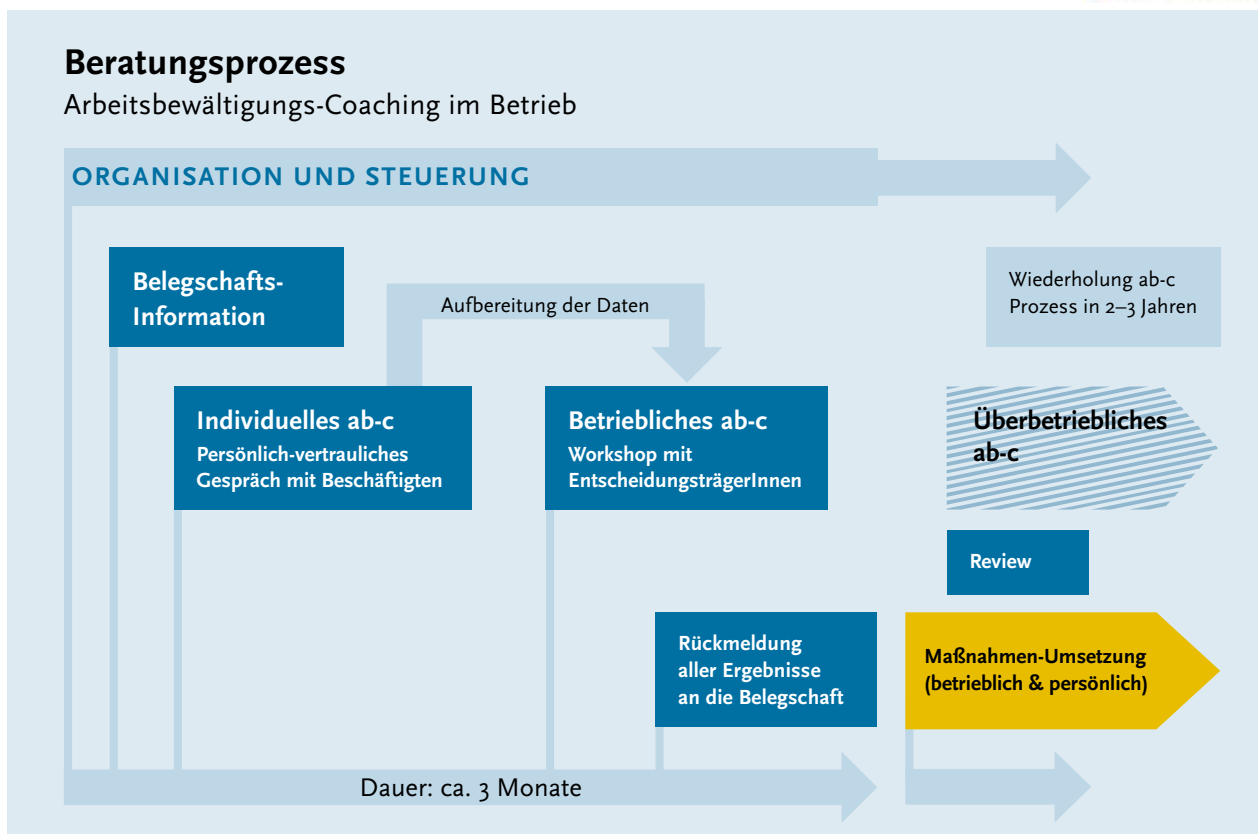 Beratungsprozess
Arbeitsbewältigungs-Coaching im Betrieb
ORGANISATION UND STEUERUNG
Belegschafts-
Information
Aufbereitung der Daten
Wiederholung ab-c
Prozess in 2–3 Jahren
Individuelles ab-c
Persönlich-vertrauliches
Gespräch mit Beschäftigten
Betriebliches ab-c
Workshop mit
EntscheidungsträgerInnen
Überbetriebliches
ab-c
Review
Rückmeldung
aller Ergebnisse
an die Belegschaft
Maßnahmen-Umsetzung
(betrieblich & persönlich)
Dauer: ca. 3 Monate